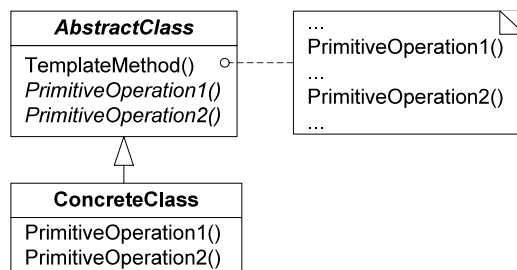 AbstractClass
TemplateMethod()
PrimitiveOperation1()
PrimitiveOperation2()
...
PrimitiveOperation1()
...
PrimitiveOperation2()
...
ConcreteClass
PrimitiveOperation1()
PrimitiveOperation2()